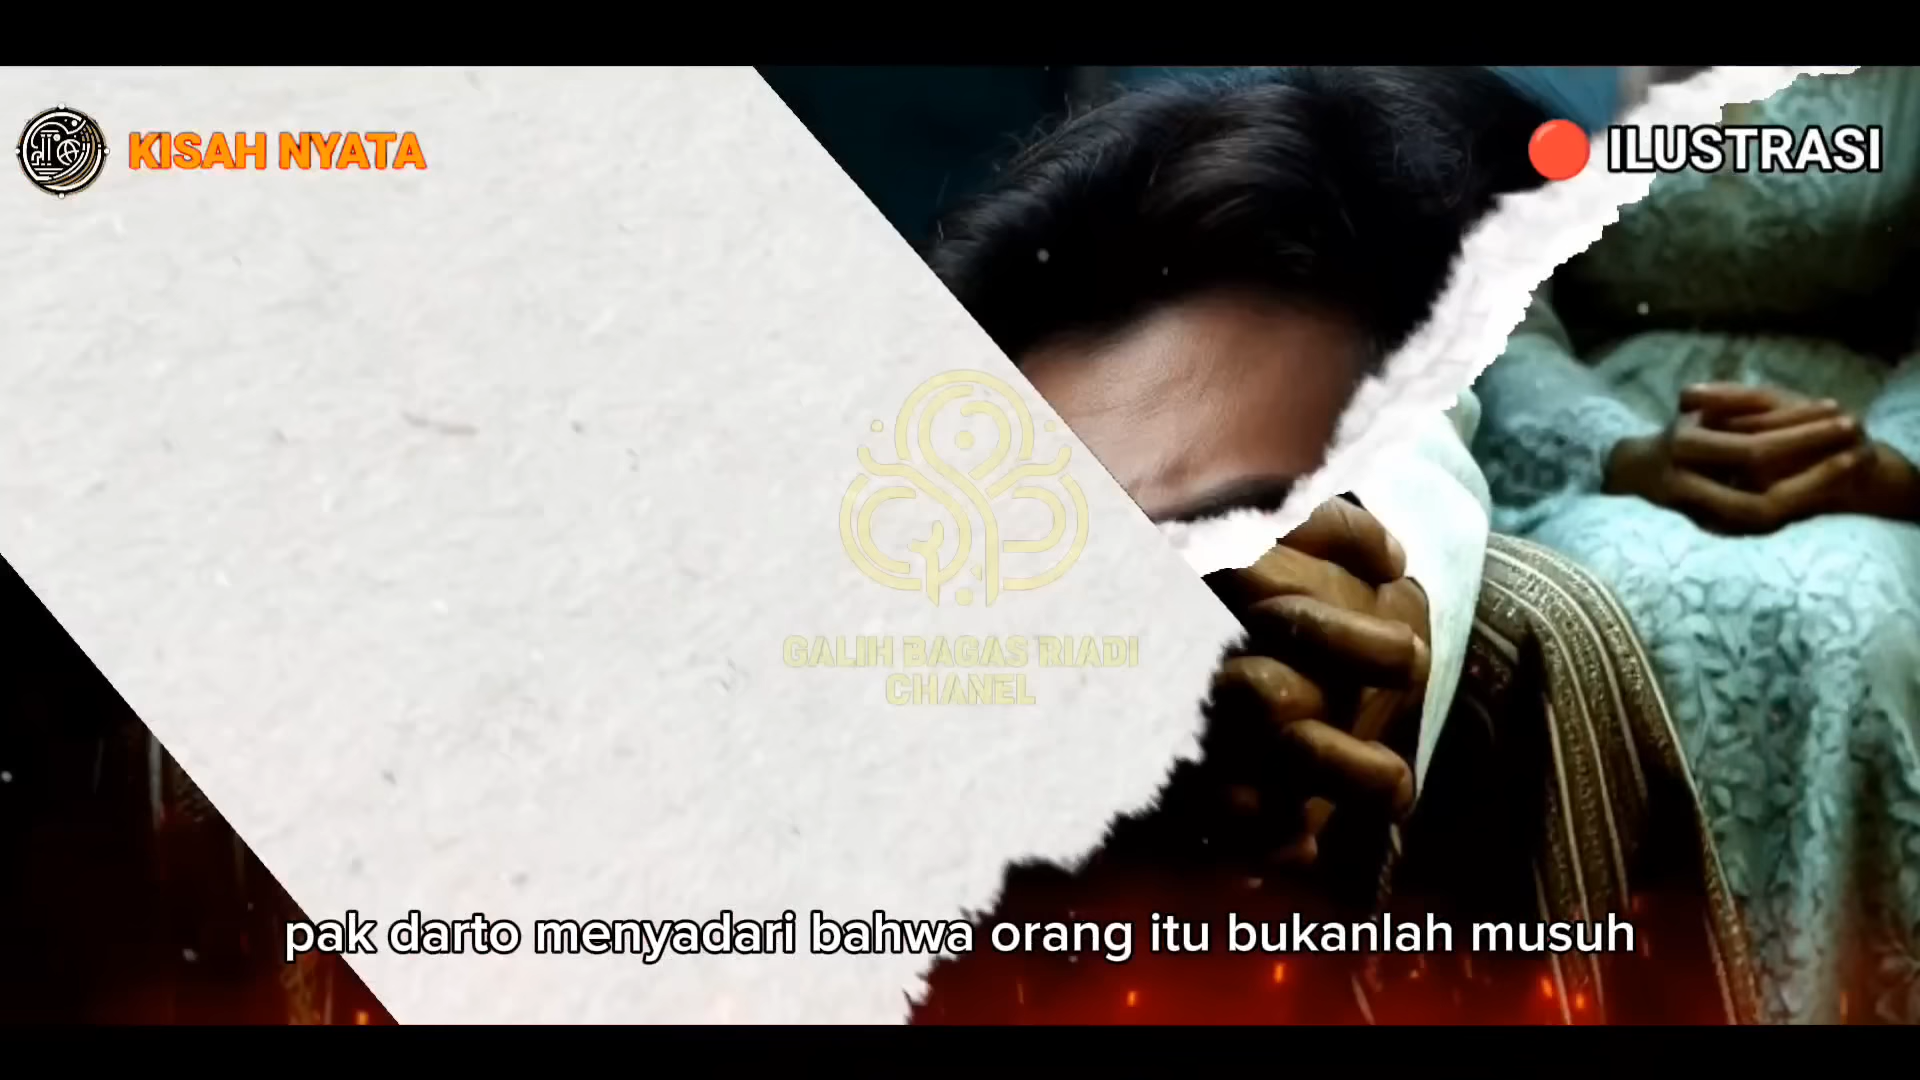 KISAH NYATA
ILUSTRASI
GALIH BAGAS RIADI
CHANEL
pak darto menyadari bahwa orang itu bukanlah musuh